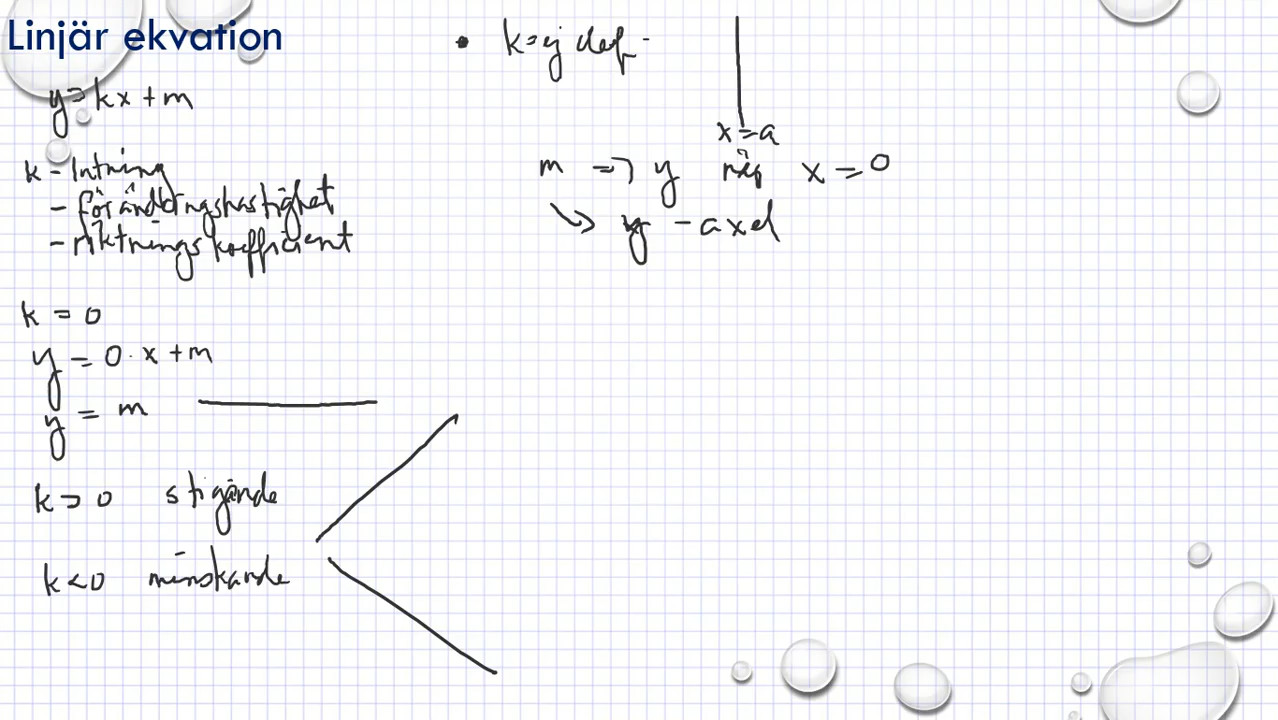 Linjär ekvation
y = kx + m
k - lutning
- förändringshastighet
- riktningskoefficient
k = 0
y = 0 · x + m
y = m
k > 0 stigande
k < 0 minskande
• k = ej def
x = a
m => y när x = 0
↘ y - axel